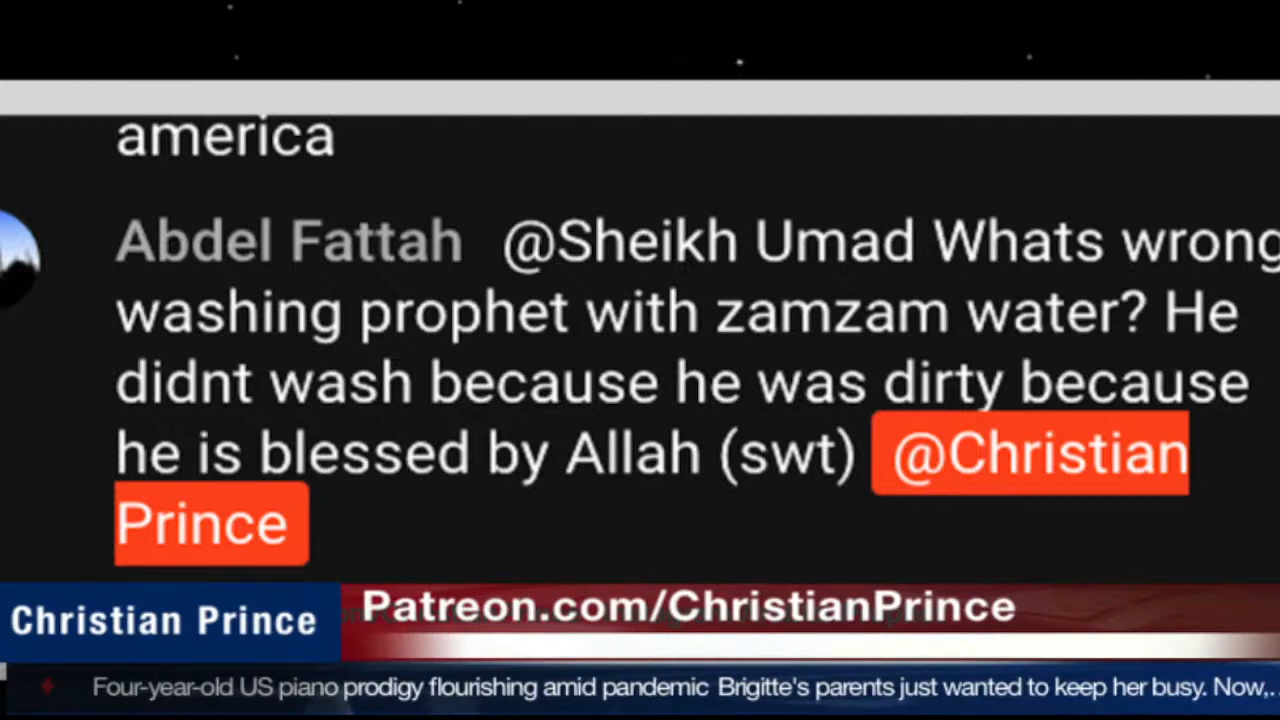 america
Abdel Fattah @Sheikh Umad Whats wrong
washing prophet with zamzam water? He
didnt wash because he was dirty because
he is blessed by Allah (swt) @Christian
Prince
Christian Prince
Patreon.com/ChristianPrince
Four-year-old US piano prodigy flourishing amid pandemic Brigitte's parents just wanted to keep her busy. Now,..